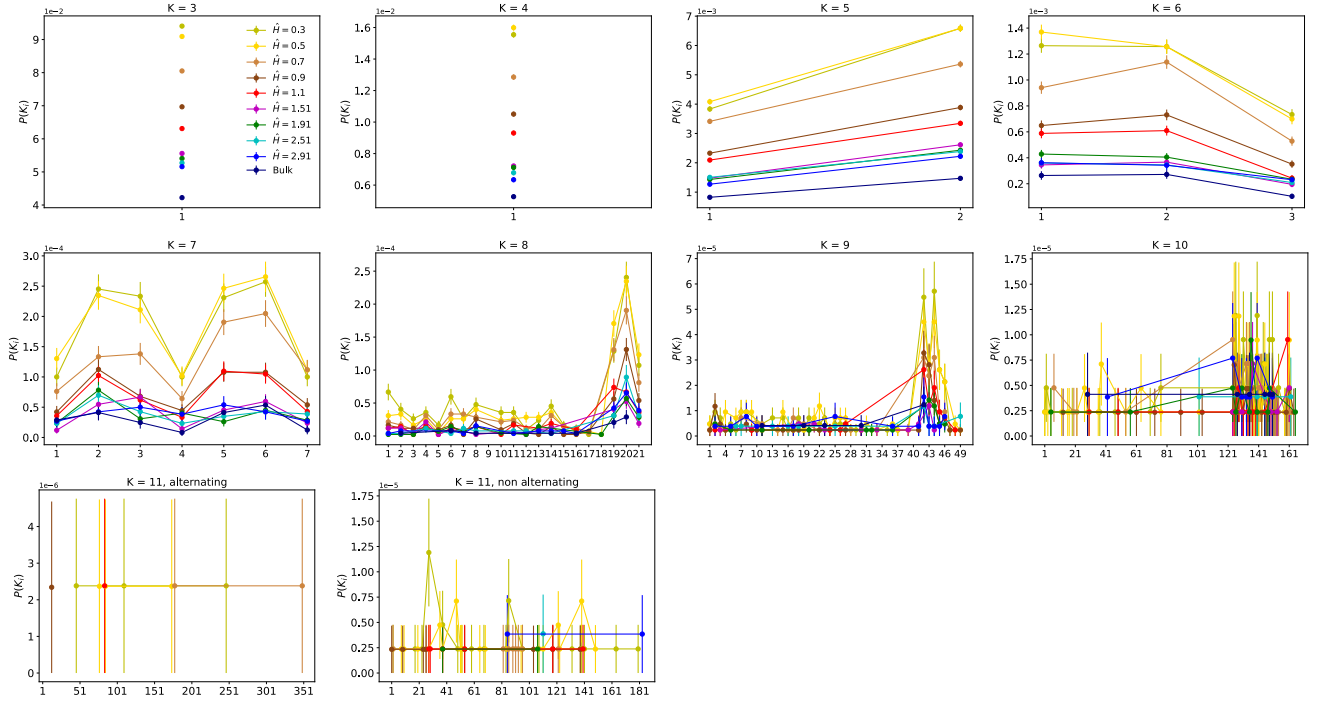 K = 3
1e−2
P(Kᵢ)
9
8
7
6
5
4
1
Ĥ = 0.3
Ĥ = 0.5
Ĥ = 0.7
Ĥ = 0.9
Ĥ = 1.1
Ĥ = 1.51
Ĥ = 1.91
Ĥ = 2.51
Ĥ = 2.91
Bulk
K = 4
1e−2
P(Kᵢ)
1.6
1.4
1.2
1.0
0.8
0.6
1
K = 5
1e−3
P(Kᵢ)
7
6
5
4
3
2
1
1 2
K = 6
1e−3
P(Kᵢ)
1.4
1.2
1.0
0.8
0.6
0.4
0.2
1 2 3
K = 7
1e−4
P(Kᵢ)
3.0
2.5
2.0
1.5
1.0
0.5
0.0
1 2 3 4 5 6 7
K = 8
1e−4
P(Kᵢ)
2.5
2.0
1.5
1.0
0.5
0.0
1 2 3 4 5 6 7 8 9 10 11 12 13 14 15 16 17 18 19 20 21
K = 9
1e−5
P(Kᵢ)
7
6
5
4
3
2
1
0
1 4 7 10 13 16 19 22 25 28 31 34 37 40 43 46 49
K = 10
1e−5
P(Kᵢ)
1.75
1.50
1.25
1.00
0.75
0.50
0.25
0.00
1 21 41 61 81 101 121 141 161
K = 11, alternating
1e−6
P(Kᵢ)
4
3
2
1
0
1 51 101 151 201 251 301 351
K = 11, non alternating
1e−5
P(Kᵢ)
1.75
1.50
1.25
1.00
0.75
0.50
0.25
0.00
1 21 41 61 81 101 121 141 161 181